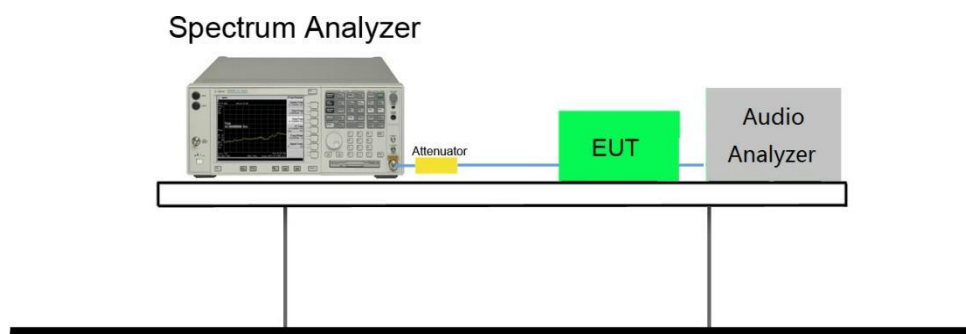 Spectrum Analyzer
Attenuator
EUT
Audio
Analyzer